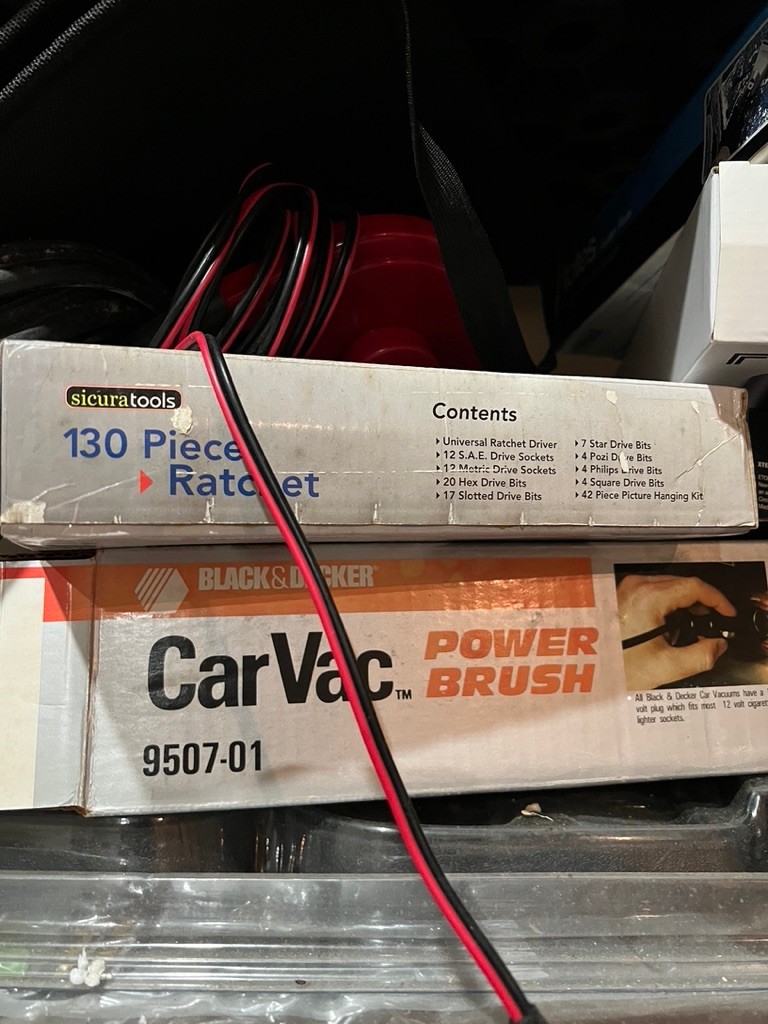 sicuratools
130 Piece
Ratchet
Contents
Universal Ratchet Driver
12 S.A.E. Drive Sockets
12 Metric Drive Sockets
20 Hex Drive Bits
17 Slotted Drive Bits
7 Star Drive Bits
4 Pozi Drive Bits
4 Philips Drive Bits
4 Square Drive Bits
42 Piece Picture Hanging Kit
BLACK&DECKER
CarVac™
POWER
BRUSH
9507-01
All Black & Decker Car Vacuums have a
volt plug which fits most 12 volt
lighter sockets.